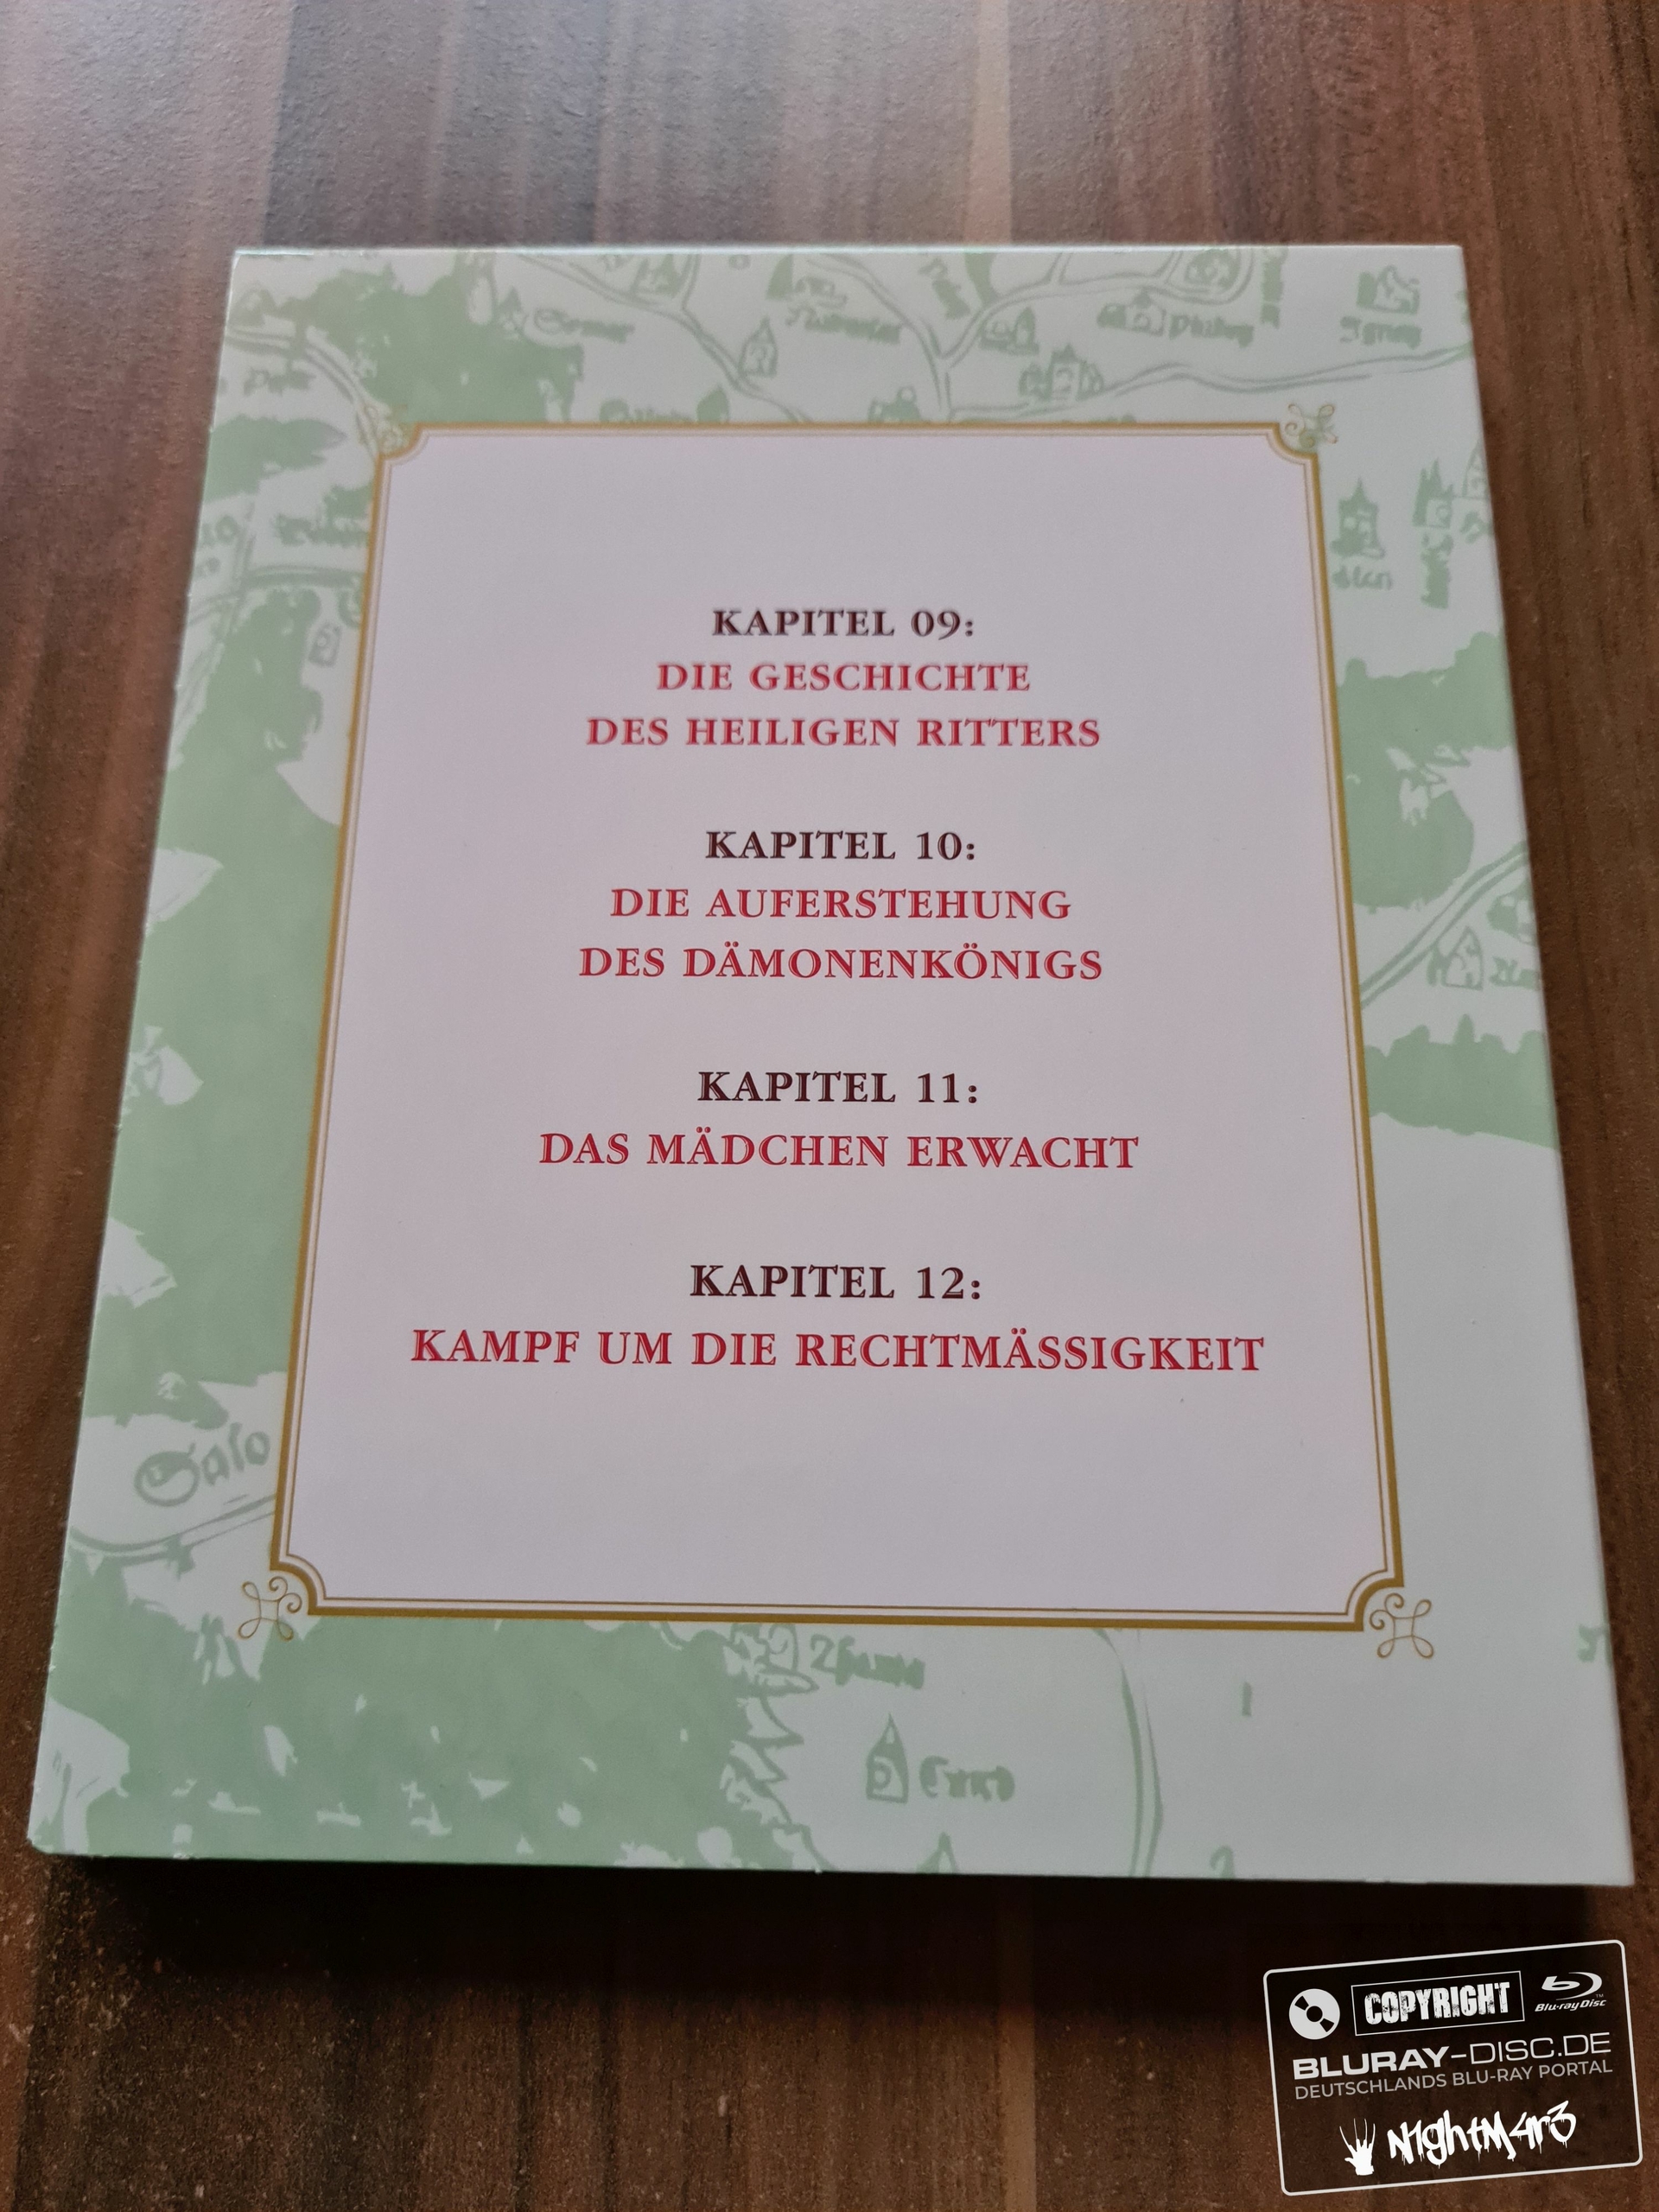 KAPITEL 09:
DIE GESCHICHTE
DES HEILIGEN RITTERS
KAPITEL 10:
DIE AUFERSTEHUNG
DES DÄMONENKÖNIGS
KAPITEL 11:
DAS MÄDCHEN ERWACHT
KAPITEL 12:
KAMPF UM DIE RECHTMÄSSIGKEIT
Salo
COPYRIGHT
Blu-ray Disc
BLURAY-DISC.DE
DEUTSCHLANDS BLU-RAY PORTAL
N1ghtM4r3